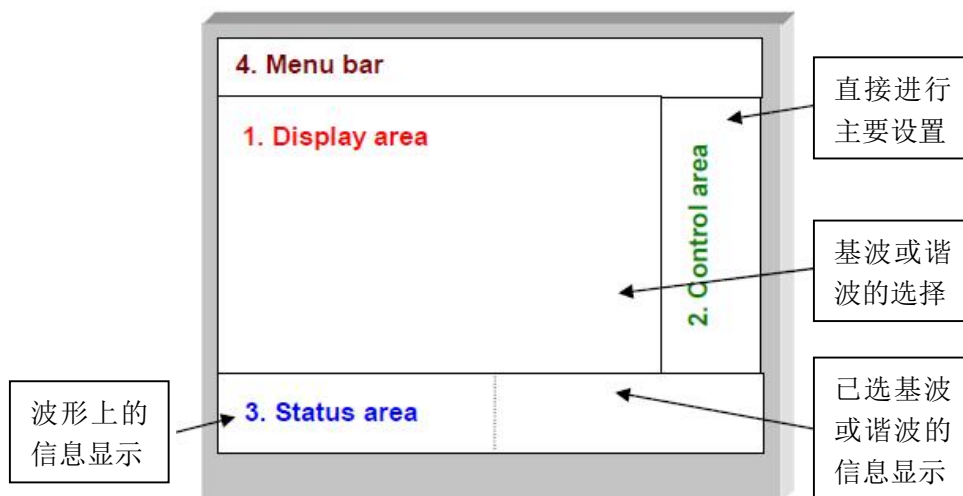 4. Menu bar
1. Display area
2. Control area
3. Status area
直接进行
主要设置
基波或谐
波的选择
已选基波
或谐波的
信息显示
波形上的
信息显示